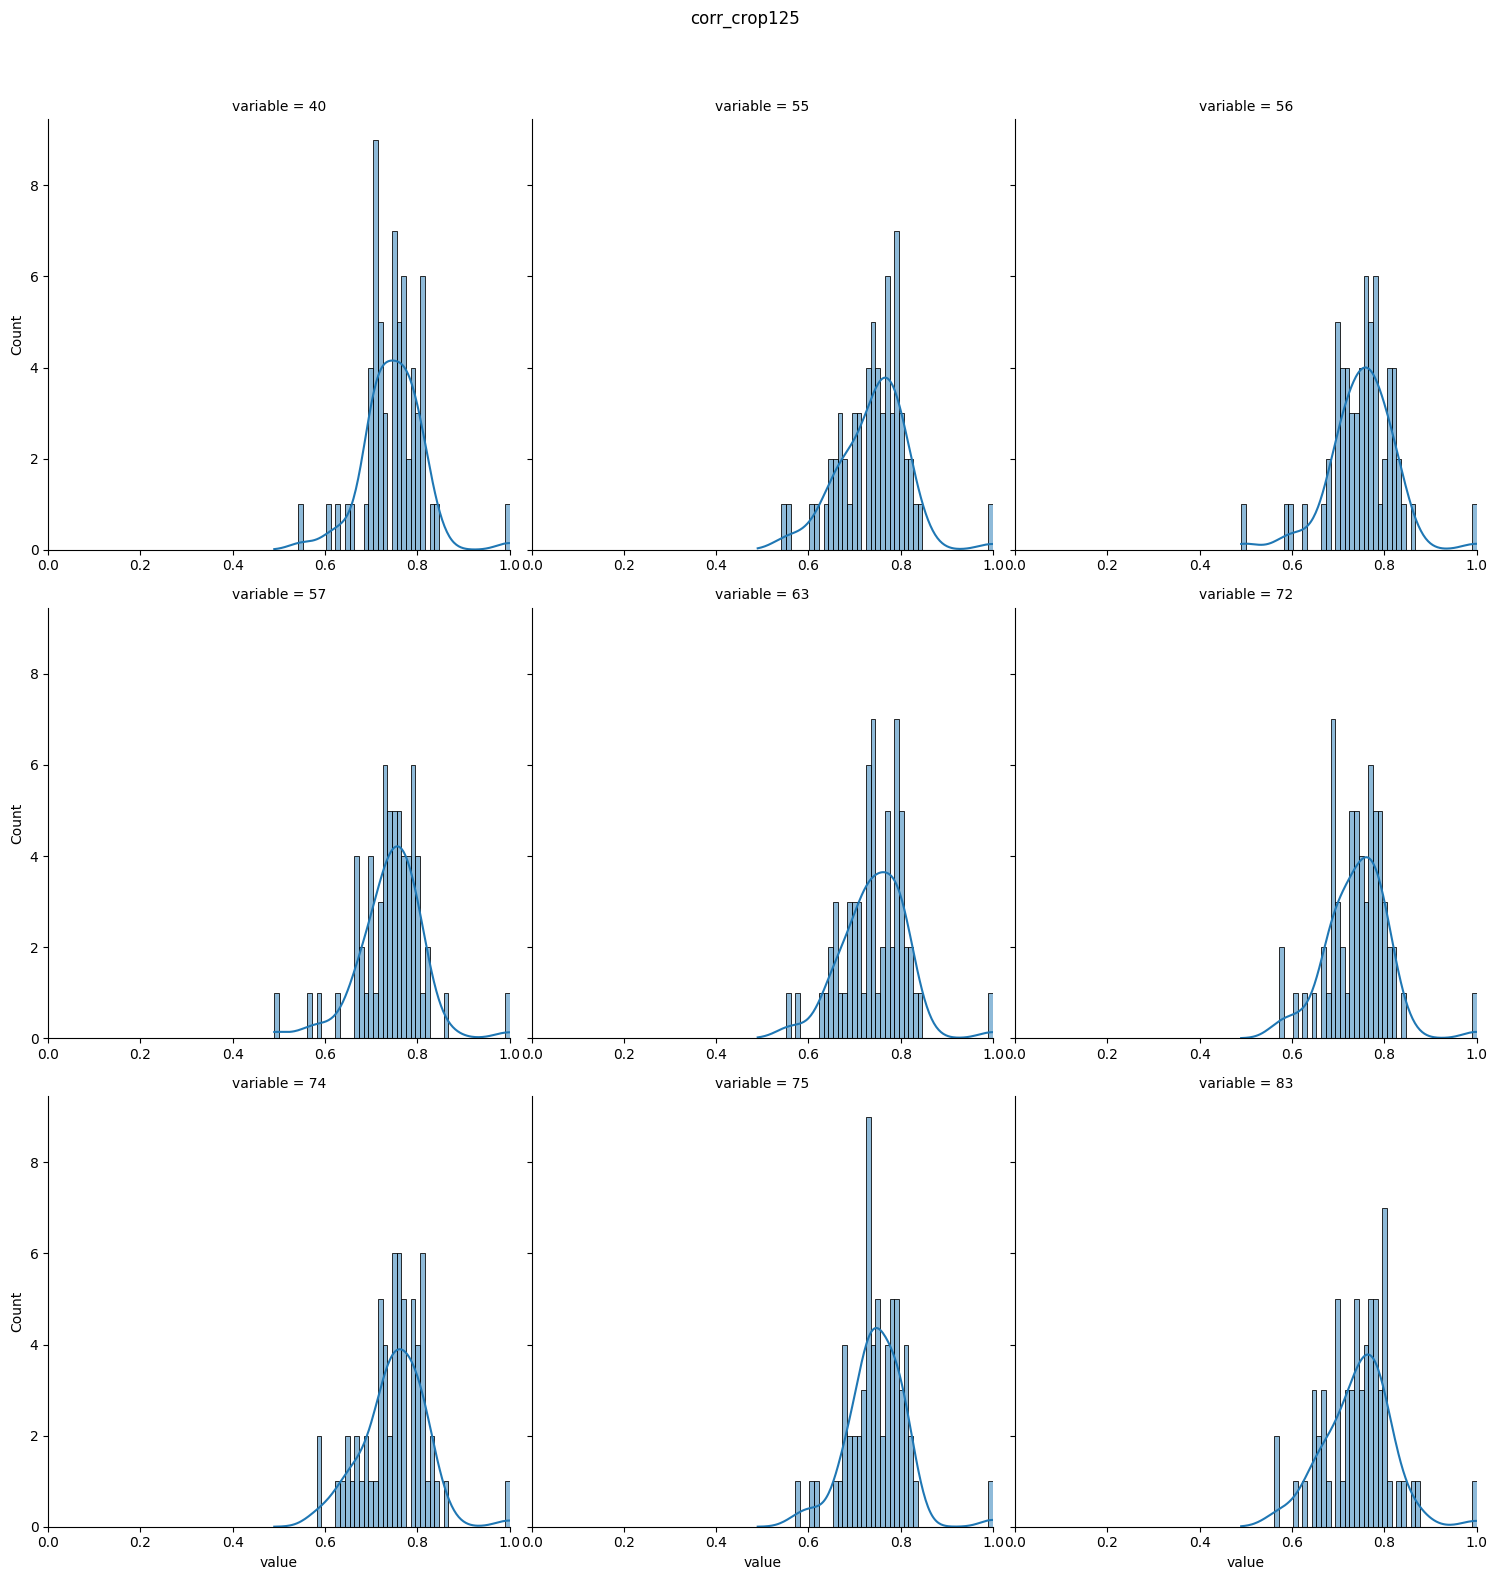 corr_crop125
variable = 40
variable = 55
variable = 56
8
6
4
2
0
Count
0.0 0.2 0.4 0.6 0.8 1.0
0.0 0.2 0.4 0.6 0.8 1.0
0.0 0.2 0.4 0.6 0.8 1.0
variable = 57
variable = 63
variable = 72
8
6
4
2
0
Count
0.0 0.2 0.4 0.6 0.8 1.0
0.0 0.2 0.4 0.6 0.8 1.0
0.0 0.2 0.4 0.6 0.8 1.0
variable = 74
variable = 75
variable = 83
8
6
4
2
0
Count
0.0 0.2 0.4 0.6 0.8 1.0
0.0 0.2 0.4 0.6 0.8 1.0
0.0 0.2 0.4 0.6 0.8 1.0
value
value
value